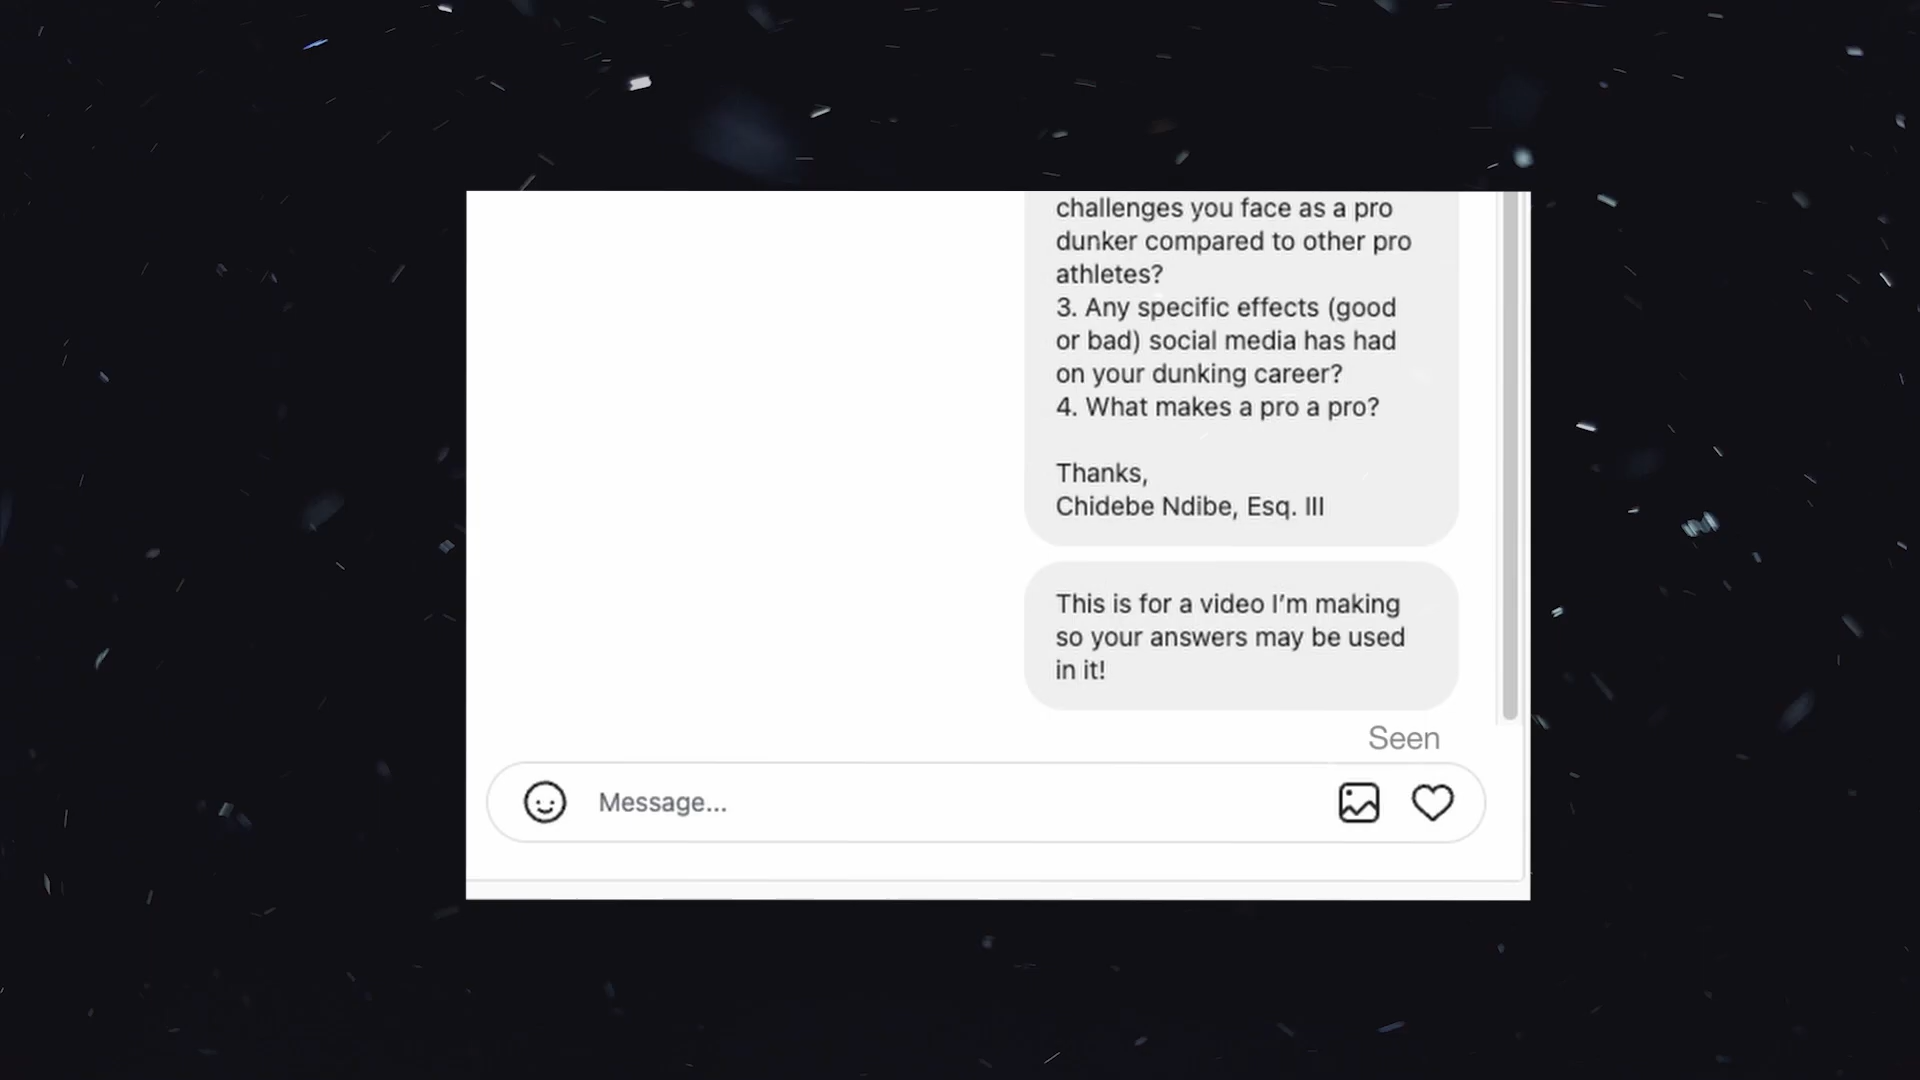 challenges you face as a pro
dunker compared to other pro
athletes?
3. Any specific effects (good
or bad) social media has had
on your dunking career?
4. What makes a pro a pro?
Thanks,
Chidebe Ndibe, Esq. III
This is for a video I’m making
so your answers may be used
in it!
Seen
Message...